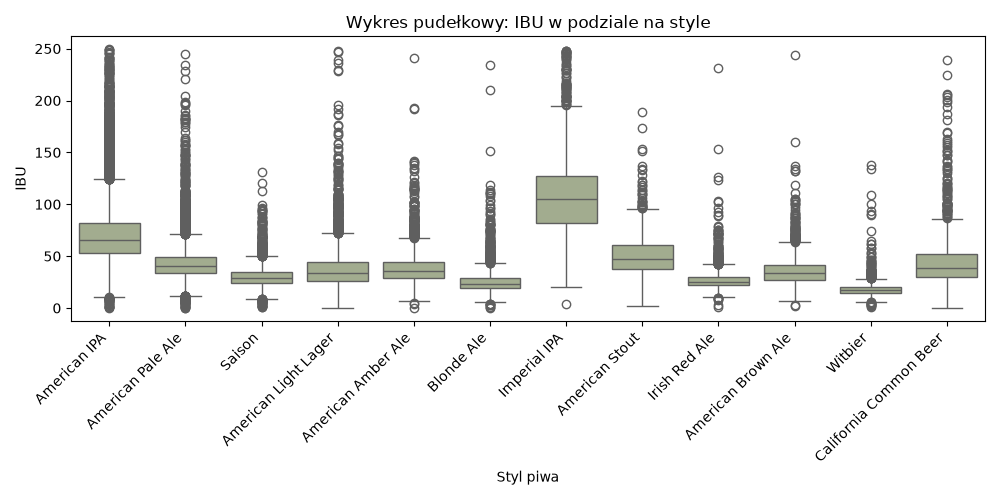 Wykres pudełkowy: IBU w podziale na style
IBU
250
200
150
100
50
0
American IPA
American Pale Ale
Saison
American Light Lager
American Amber Ale
Blonde Ale
Imperial IPA
American Stout
Irish Red Ale
American Brown Ale
Witbier
California Common Beer
Styl piwa